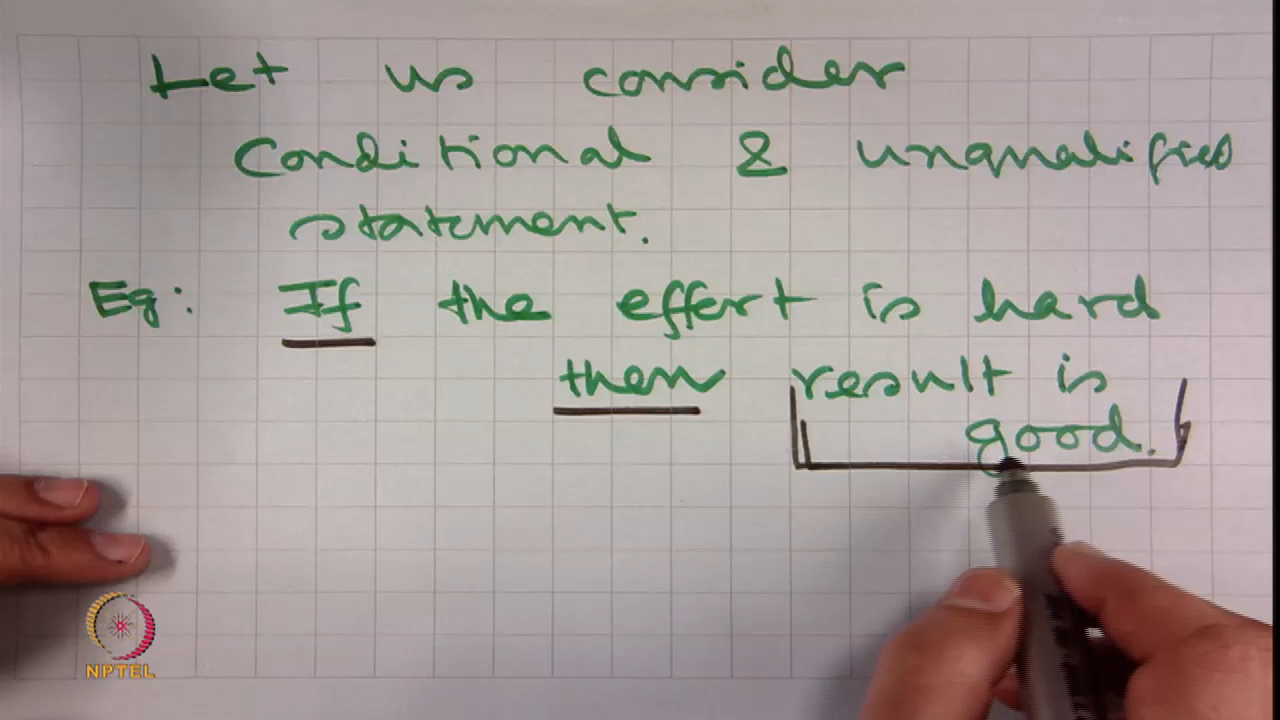 Let us consider
Conditional & unqualified
statement.
Eg: If the effort is hard
then result is
good.
NPTEL